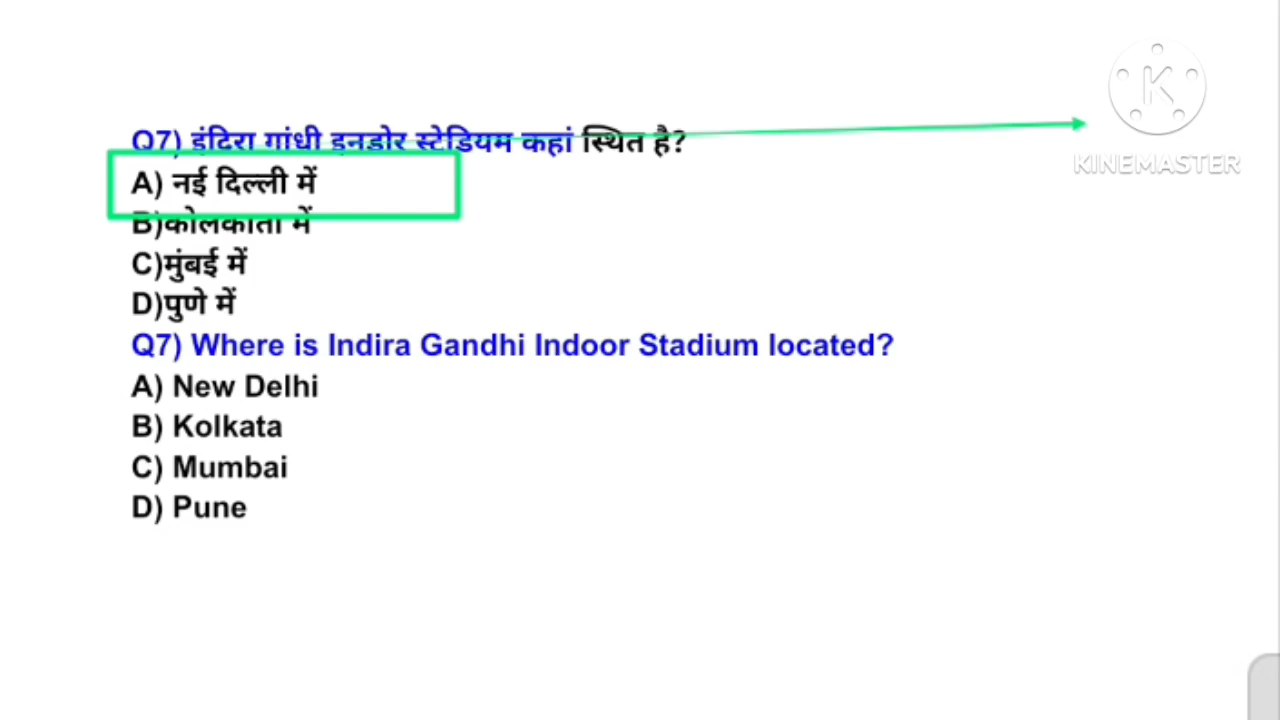 Q7) इंदिरा गांधी इनडोर स्टेडियम कहां स्थित है?
A) नई दिल्ली में
B)कोलकाता में
C)मुंबई में
D)पुणे में
Q7) Where is Indira Gandhi Indoor Stadium located?
A) New Delhi
B) Kolkata
C) Mumbai
D) Pune
K
KINEMASTER